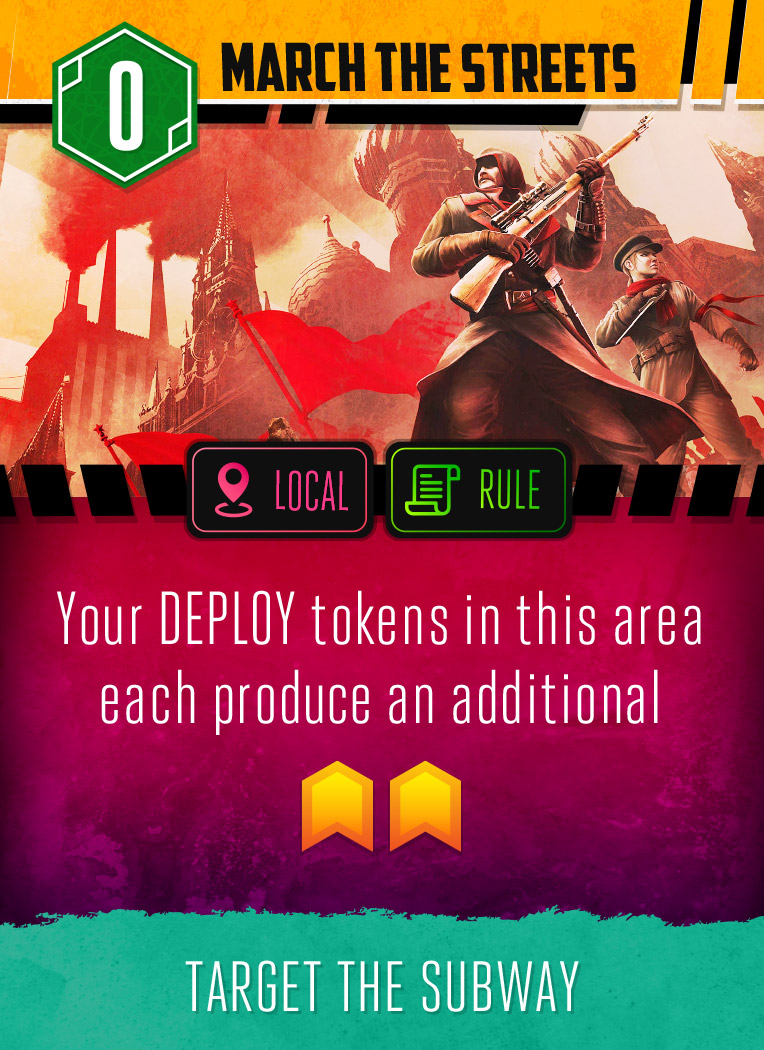 0
MARCH THE STREETS
LOCAL
RULE
Your DEPLOY tokens in this area
each produce an additional
TARGET THE SUBWAY